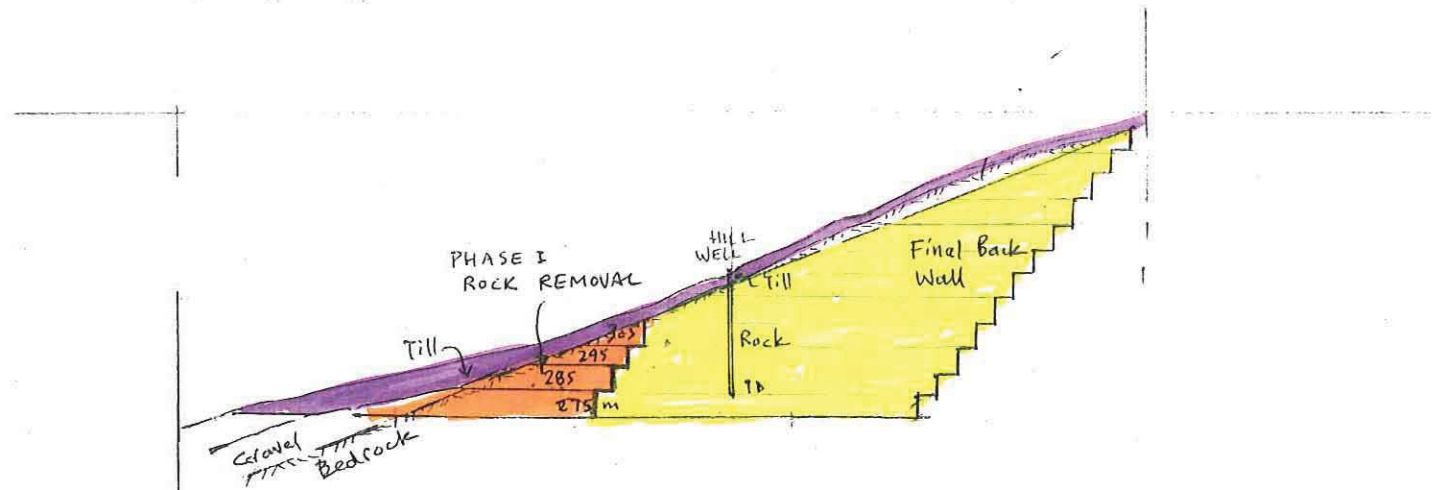 HILL
WELL
Till
PHASE I
ROCK REMOVAL
Final Back
Wall
Rock
Till
305
295
285
275 m
TD
Gravel
Bedrock